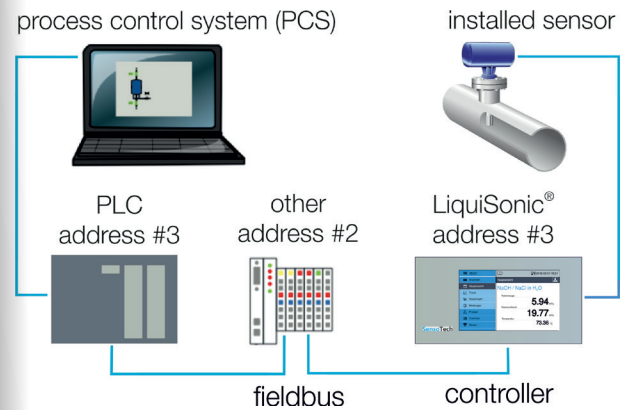 process control system (PCS)
installed sensor
PLC
address #3
other
address #2
LiquiSonic®
address #3
NaOH / NaCl in H₂O
5.94
19.77
73.36
SensoTech
fieldbus
controller